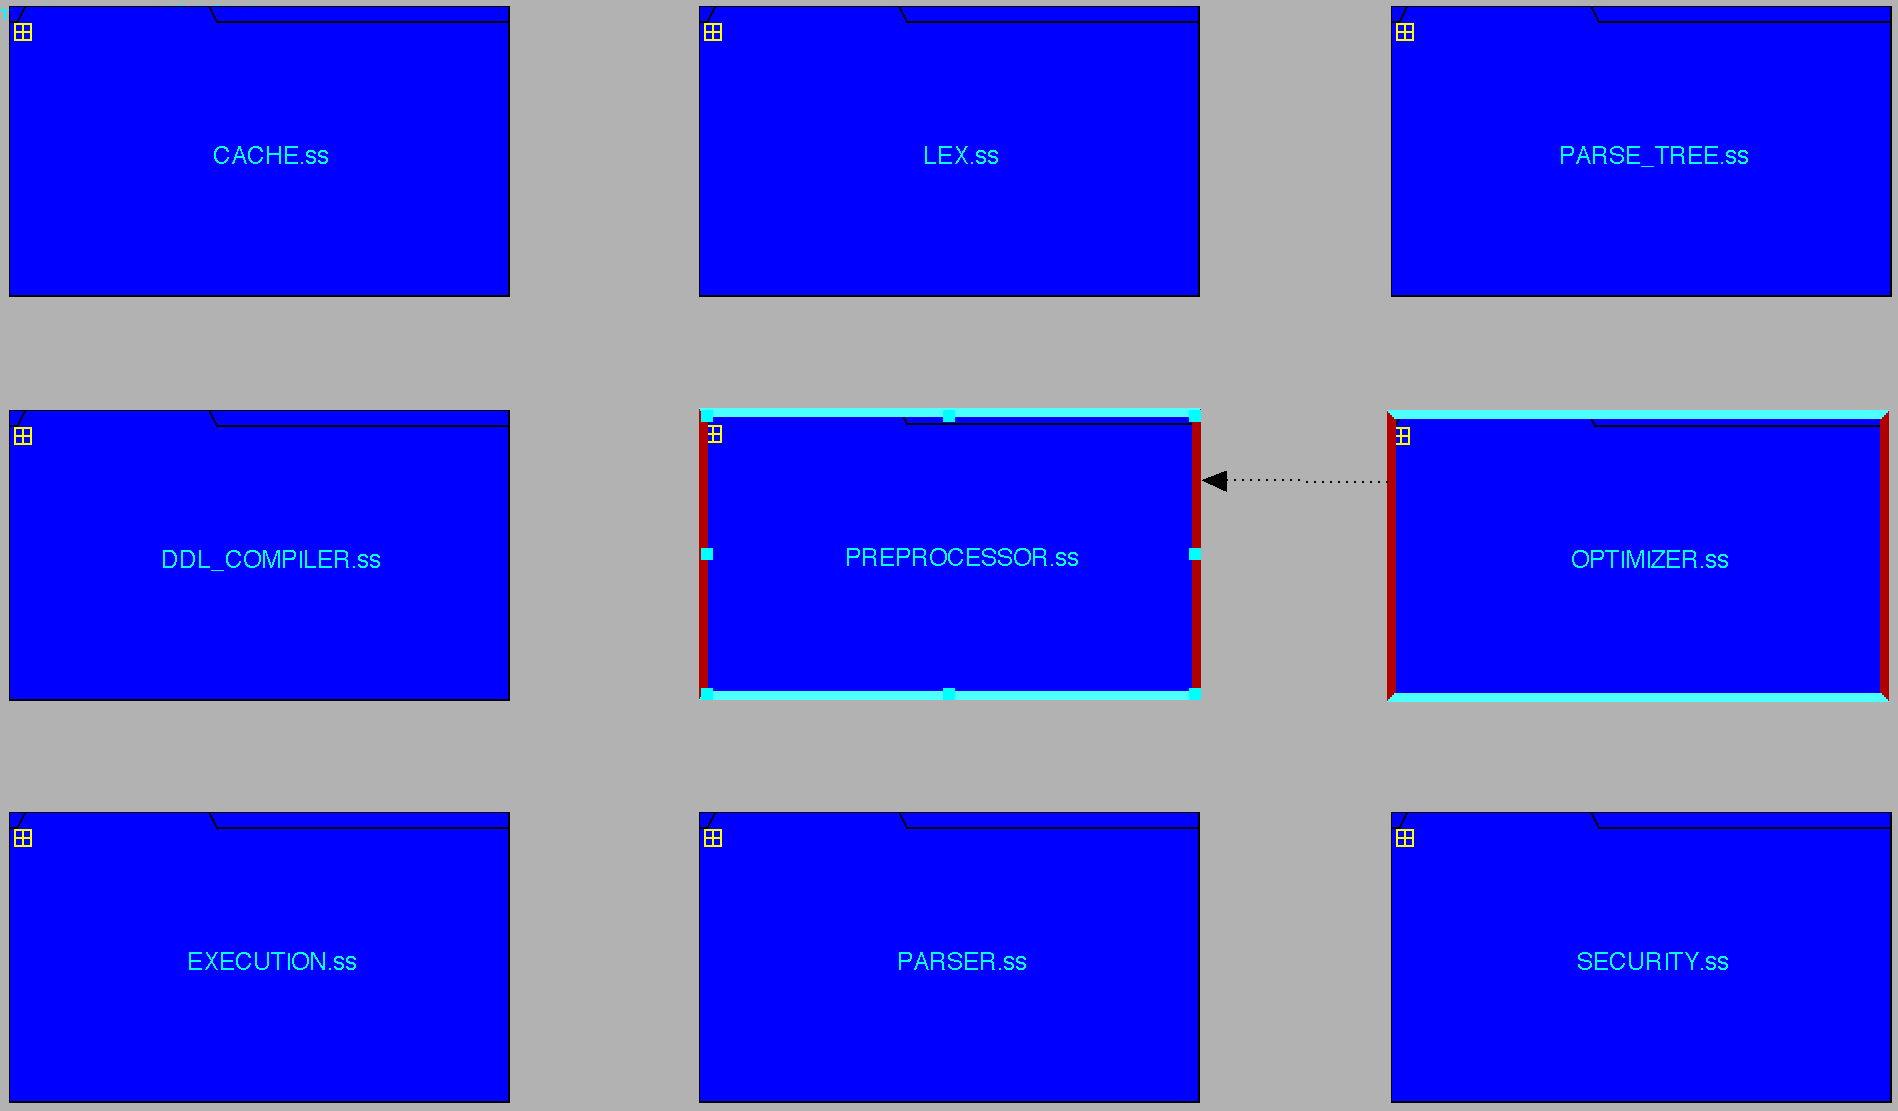 CACHE.ss
LEX.ss
PARSE_TREE.ss
DDL_COMPILER.ss
PREPROCESSOR.ss
OPTIMIZER.ss
EXECUTION.ss
PARSER.ss
SECURITY.ss